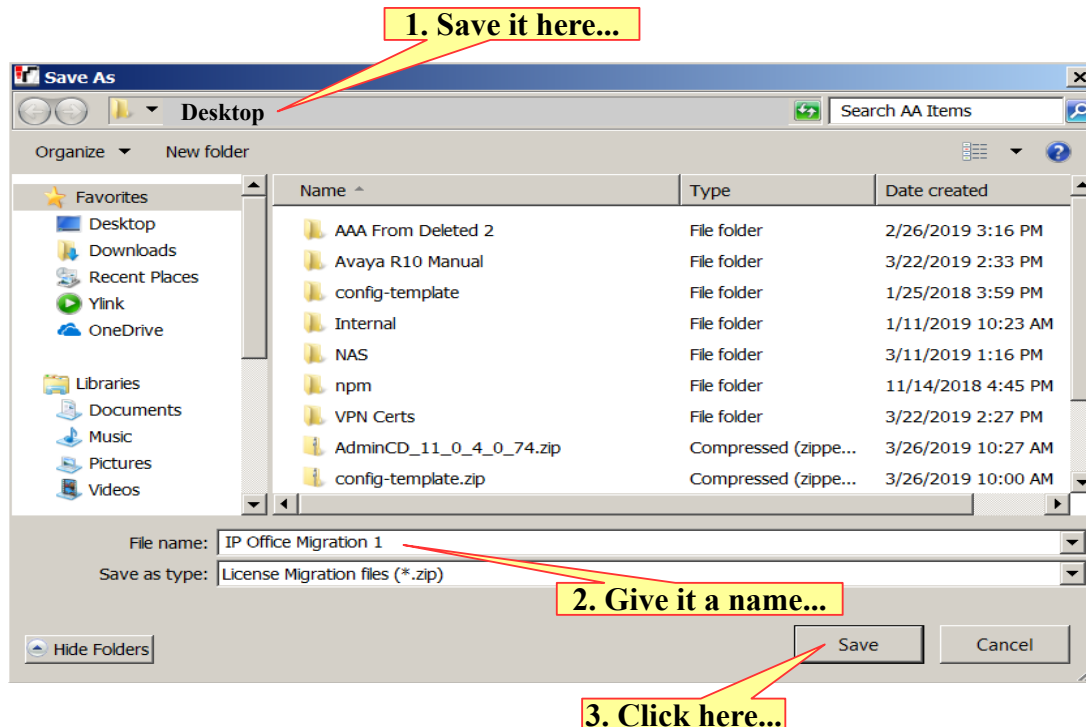 1. Save it here...
Save As
Desktop
Search AA Items
Organize
New folder
Name
Type
Date created
Favorites
Desktop
Downloads
Recent Places
Ylink
OneDrive
Libraries
Documents
Music
Pictures
Videos
AAA From Deleted 2 File folder 2/26/2019 3:16 PM
Avaya R10 Manual File folder 3/22/2019 2:33 PM
config-template File folder 1/25/2018 3:59 PM
Internal File folder 1/11/2019 10:23 AM
NAS File folder 3/11/2019 1:16 PM
npm File folder 11/14/2018 4:45 PM
VPN Certs File folder 3/22/2019 2:27 PM
AdminCD_11_0_4_0_74.zip Compressed (zippe... 3/26/2019 10:27 AM
config-template.zip Compressed (zippe... 3/26/2019 10:00 AM
File name: IP Office Migration 1
Save as type: License Migration files (*.zip)
2. Give it a name...
Hide Folders
Save
Cancel
3. Click here...